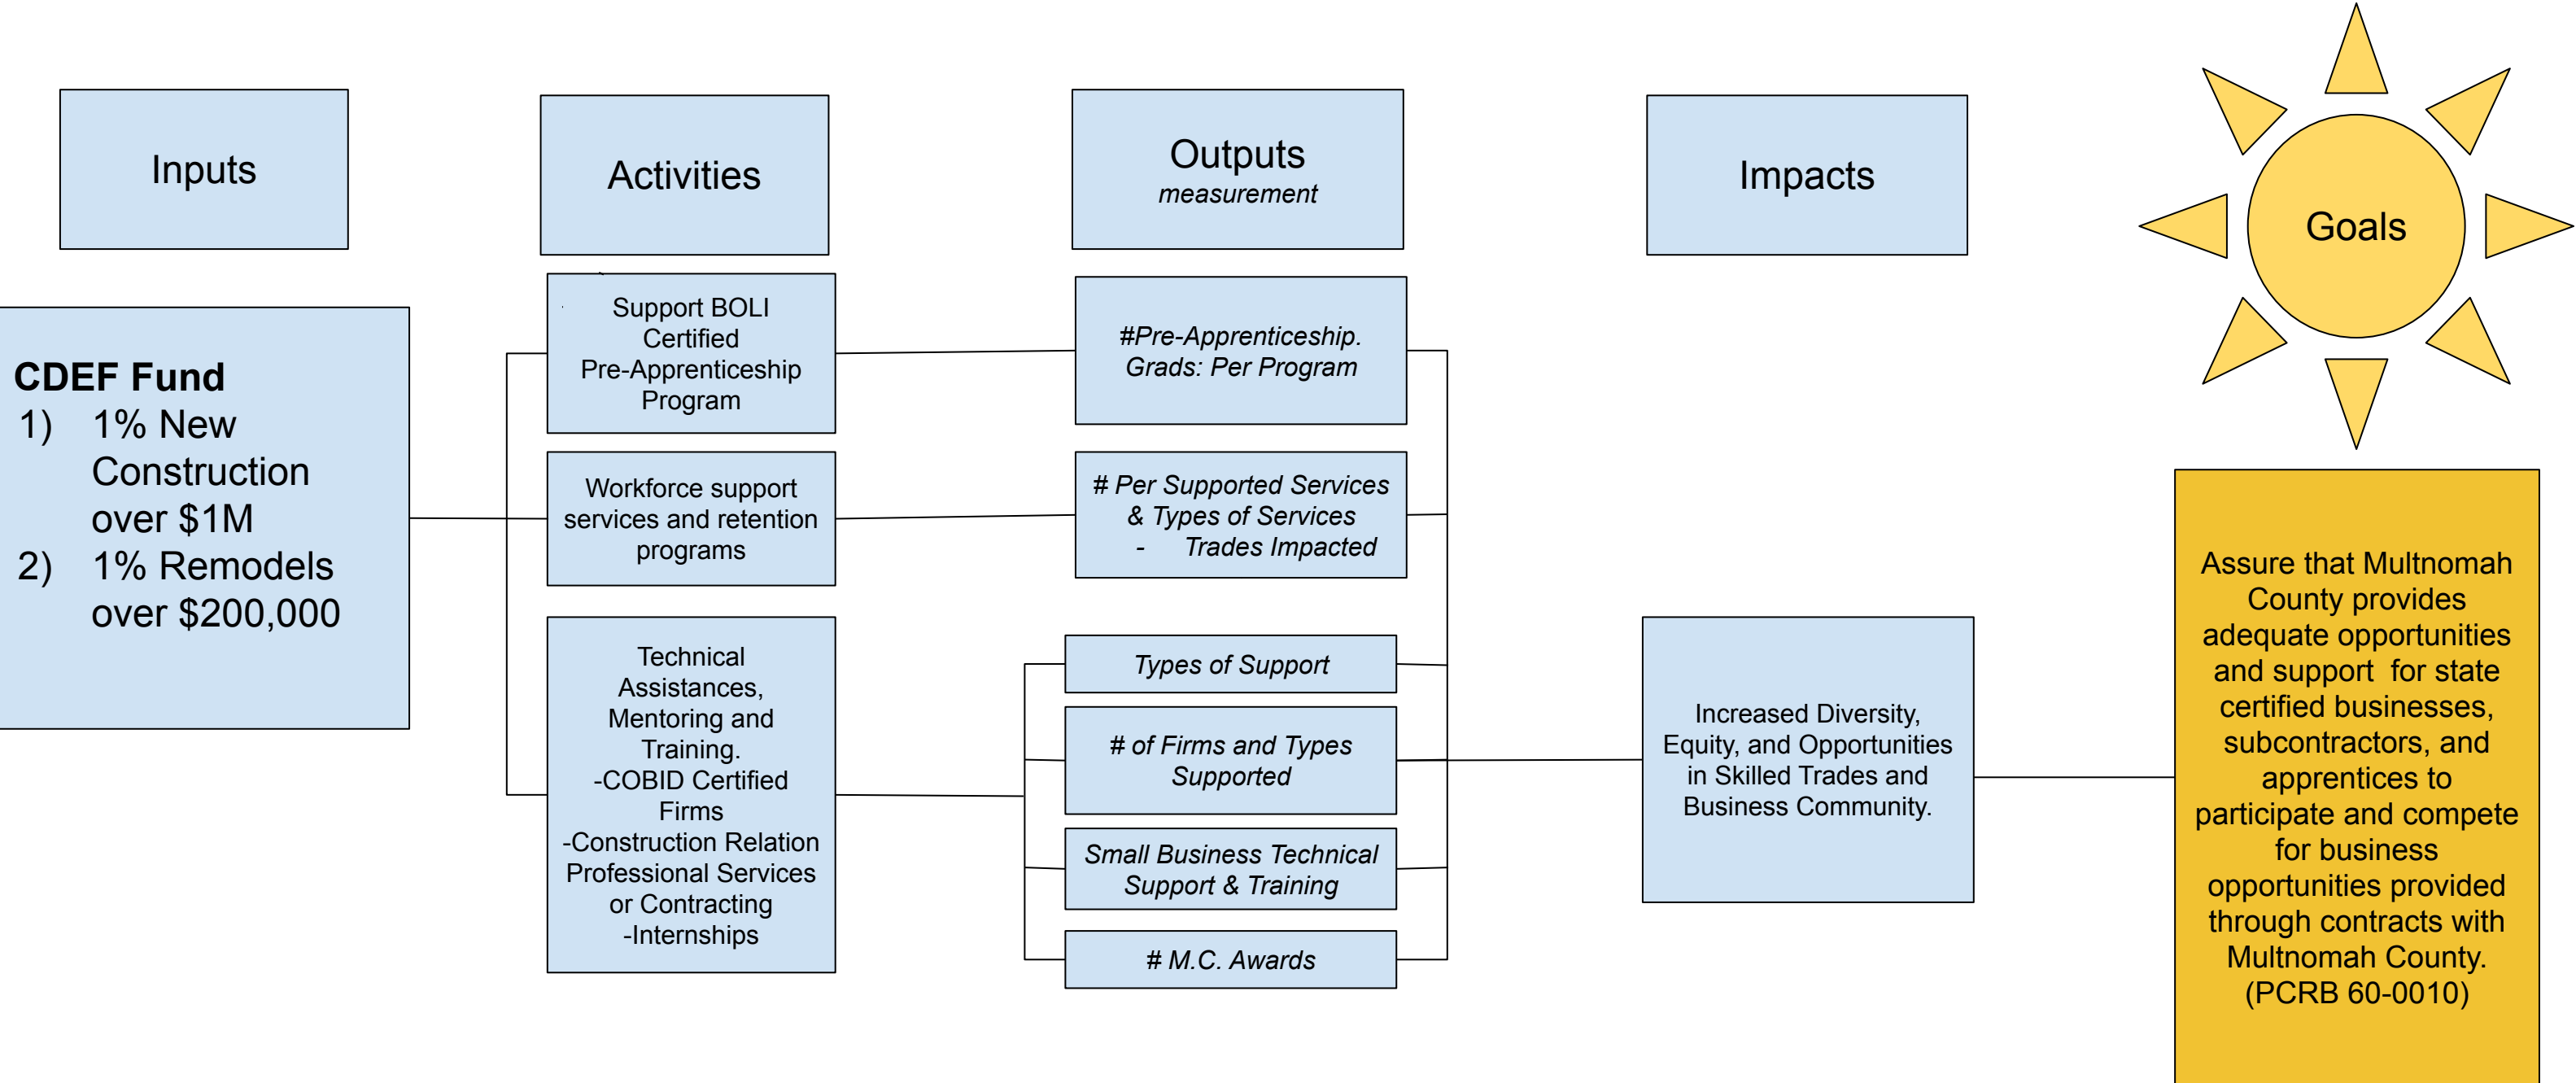 Inputs
Activities
Outputs
measurement
Impacts
Goals
CDEF Fund
1) 1% New
Construction
over $1M
2) 1% Remodels
over $200,000
Support BOLI
Certified
Pre-Apprenticeship
Program
Workforce support
services and retention
programs
Technical
Assistances,
Mentoring and
Training.
-COBID Certified
Firms
-Construction Relation
Professional Services
or Contracting
-Internships
#Pre-Apprenticeship.
Grads: Per Program
# Per Supported Services
& Types of Services
- Trades Impacted
Types of Support
# of Firms and Types
Supported
Small Business Technical
Support & Training
# M.C. Awards
Increased Diversity,
Equity, and Opportunities
in Skilled Trades and
Business Community.
Assure that Multnomah
County provides
adequate opportunities
and support  for state
certified businesses,
subcontractors, and
apprentices to
participate and compete
for business
opportunities provided
through contracts with
Multnomah County.
(PCRB 60-0010)